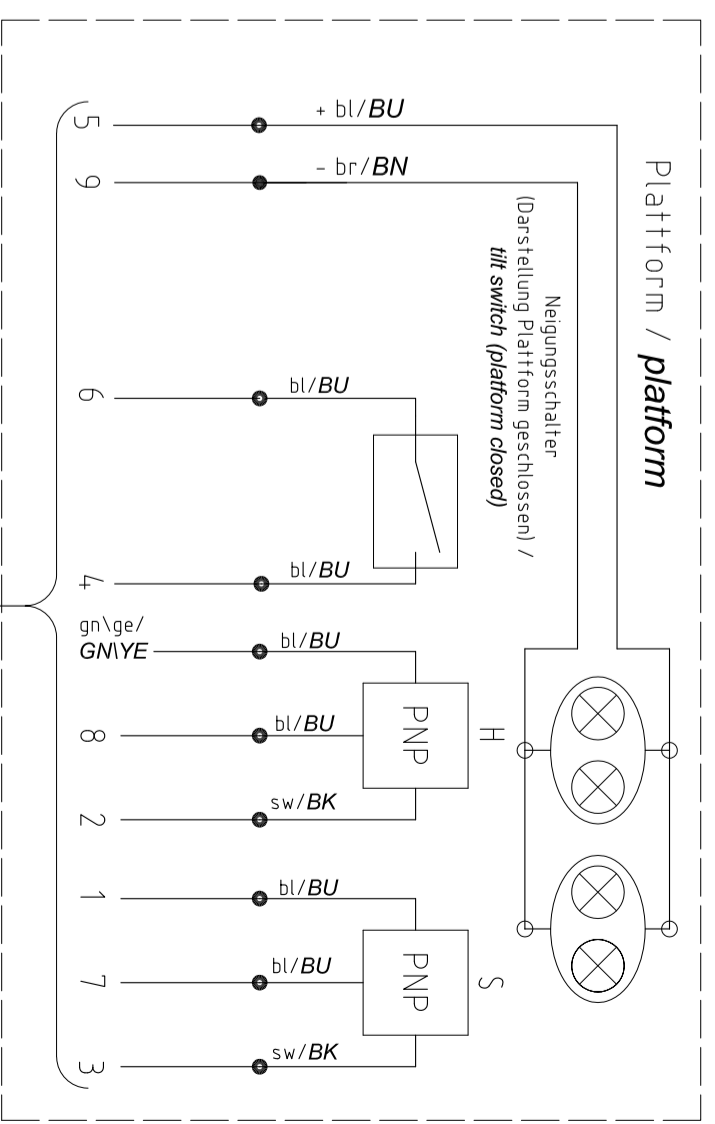 Plattform / platform
+ bl/BU
5
- br/BN
9
Neigungsschalter
(Darstellung Plattform geschlossen) /
tilt switch (platform closed)
bl/BU
6
bl/BU
4
gn\ge/
GN\YE
bl/BU
H
PNP
bl/BU
8
sw/BK
2
bl/BU
1
S
PNP
bl/BU
7
sw/BK
3